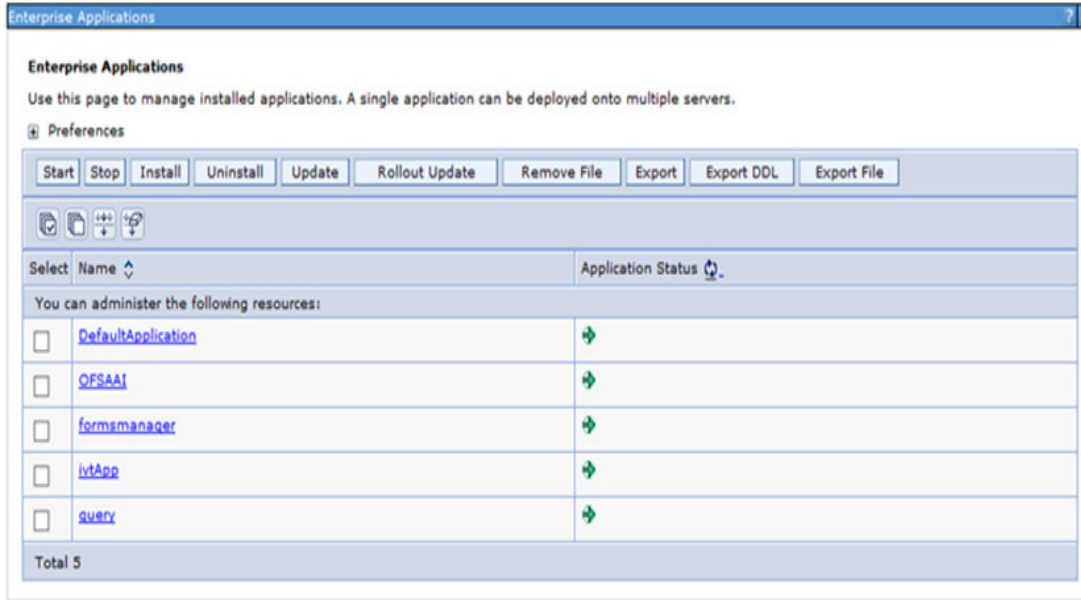 Enterprise Applications ?
Enterprise Applications
Use this page to manage installed applications. A single application can be deployed onto multiple servers.
Preferences
Start Stop Install Uninstall Update Rollout Update Remove File Export Export DDL Export File
Select Name Application Status
You can administer the following resources:
DefaultApplication
OFSAAI
formsmanager
ivtApp
query
Total 5